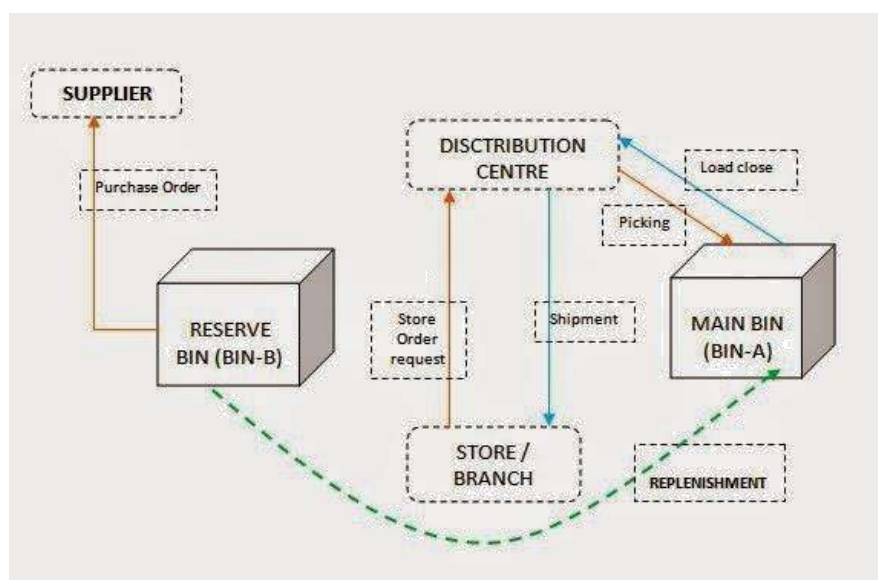 SUPPLIER
Purchase Order
RESERVE
BIN (BIN-B)
DISCTRIBUTION
CENTRE
Load close
Picking
Store
Order
request
Shipment
MAIN BIN
(BIN-A)
STORE /
BRANCH
REPLENISHMENT